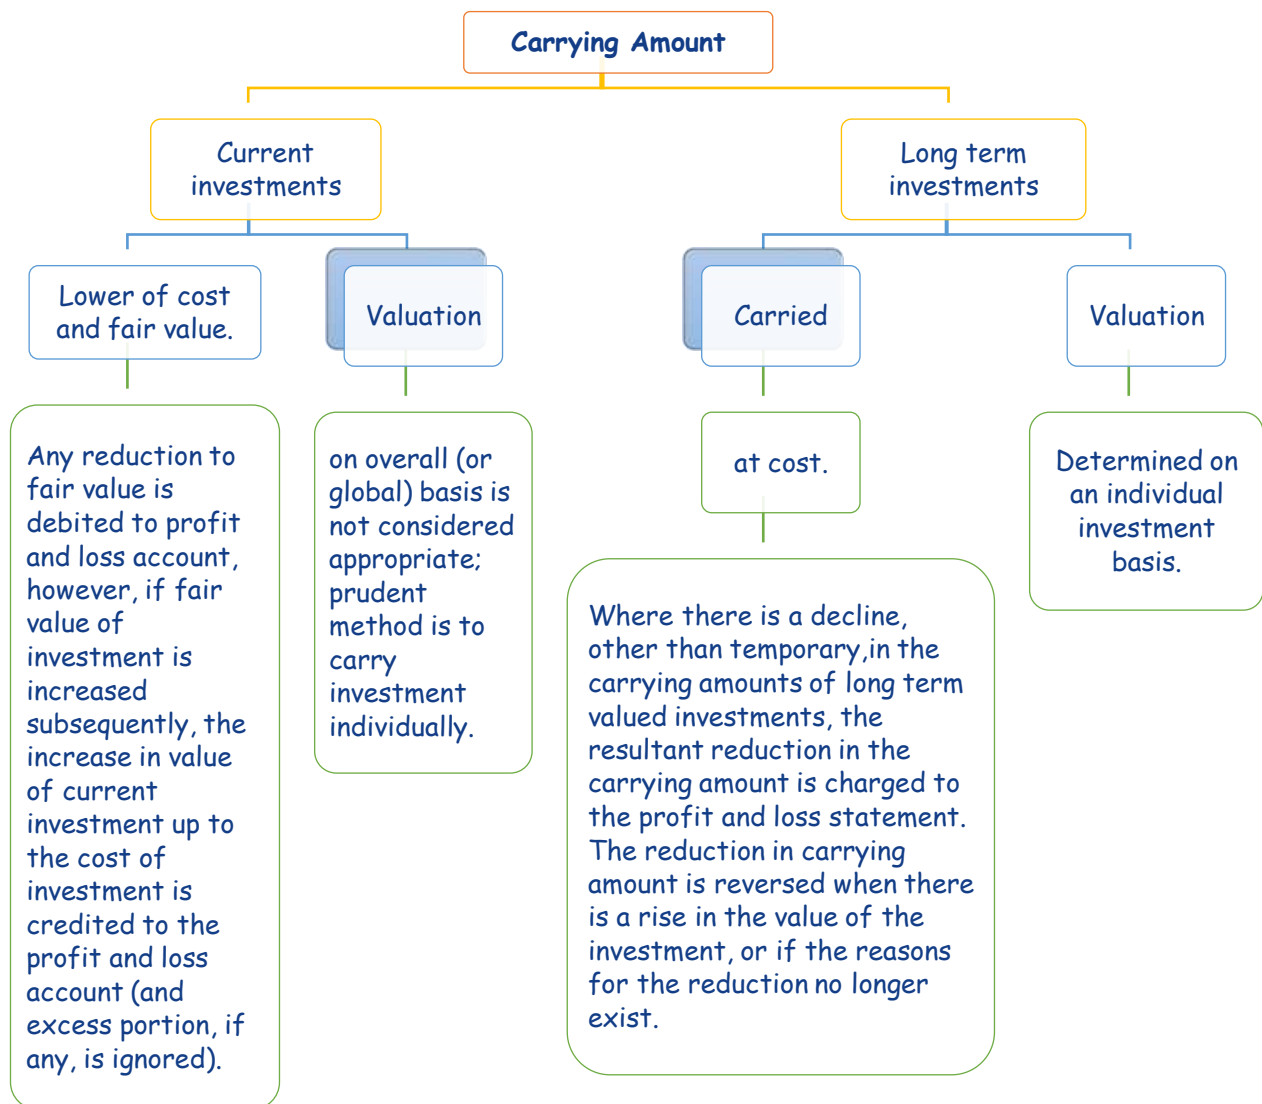 Carrying Amount
Current
investments
Long term
investments
Lower of cost
and fair value.
Valuation
Carried
Valuation
Any reduction to
fair value is
debited to profit
and loss account,
however, if fair
value of
investment is
increased
subsequently, the
increase in value
of current
investment up to
the cost of
investment is
credited to the
profit and loss
account (and
excess portion, if
any, is ignored).
on overall (or
global) basis is
not considered
appropriate;
prudent
method is to
carry
investment
individually.
at cost.
Where there is a decline,
other than temporary,in the
carrying amounts of long term
valued investments, the
resultant reduction in the
carrying amount is charged to
the profit and loss statement.
The reduction in carrying
amount is reversed when there
is a rise in the value of the
investment, or if the reasons
for the reduction no longer
exist.
Determined on
an individual
investment
basis.